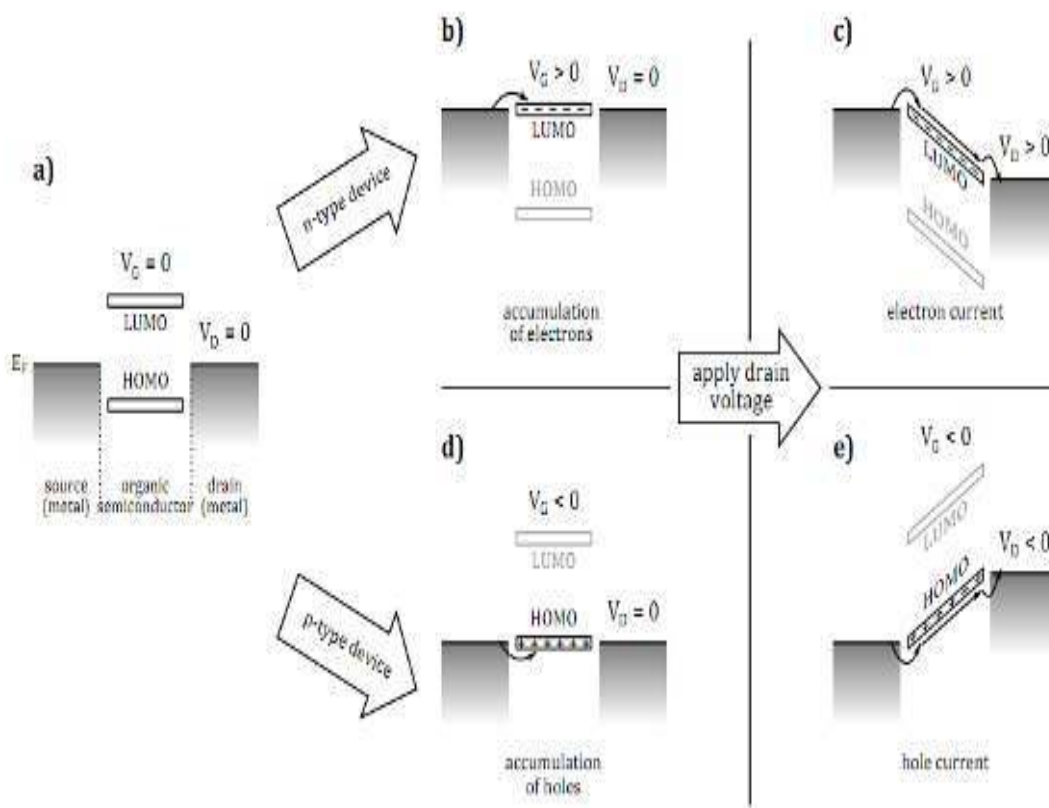 a)
V_G = 0
LUMO
V_D = 0
E_F
HOMO
source
(metal)
organic
semiconductor
drain
(metal)
n-type device
p-type device
b)
V_G > 0
V_D = 0
LUMO
HOMO
accumulation
of electrons
c)
V_G > 0
V_D > 0
LUMO
HOMO
electron current
apply drain
voltage
d)
V_G < 0
LUMO
HOMO
V_D = 0
accumulation
of holes
e)
V_G < 0
LUMO
V_D < 0
HOMO
hole current